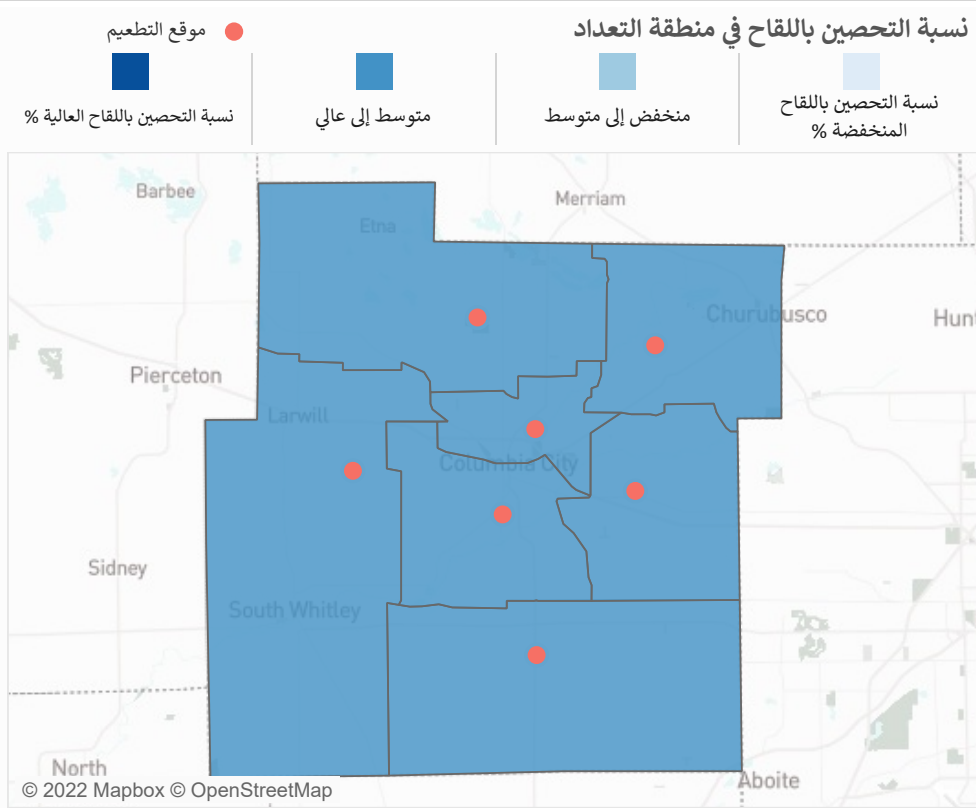 نسبة التحصين باللقاح في منطقة التعداد
موقع التطعيم
نسبة التحصين باللقاح
المنخفضة %
منخفض إلى متوسط
متوسط إلى عالي
نسبة التحصين باللقاح العالية %
Barbee
Merriam
Etna
Churubusco
Hunt
Pierceton
Larwill
Columbia City
Sidney
South Whitley
North
Aboite
© 2022 Mapbox © OpenStreetMap